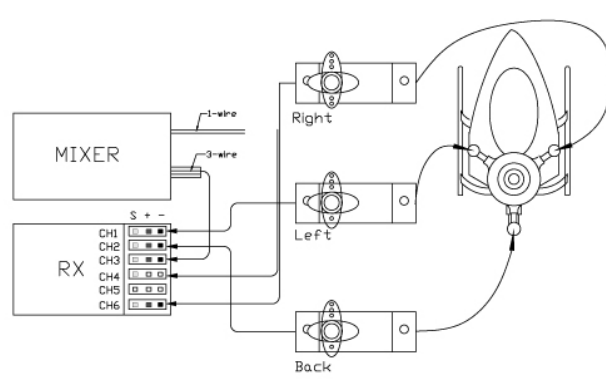 1-wire
3-wire
MIXER
S + -
CH1
CH2
CH3
CH4
CH5
CH6
RX
Right
Left
Back